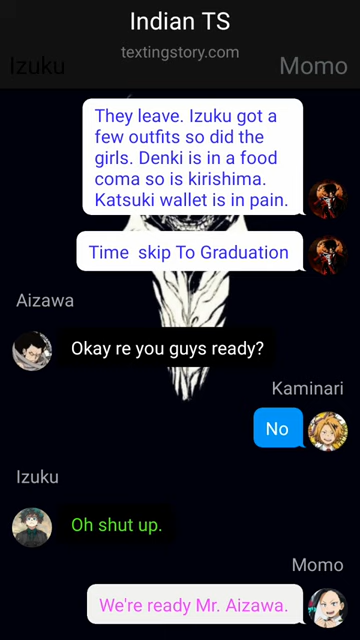 Indian TS
textingstory.com
izuku
Momo
They leave. Izuku got a
few outfits so did the
girls. Denki is in a food
coma so is kirishima.
Katsuki wallet is in pain.
Time skip To Graduation
Aizawa
Okay re you guys ready?
Kaminari
No
Izuku
Oh shut up.
Momo
We're ready Mr. Aizawa.